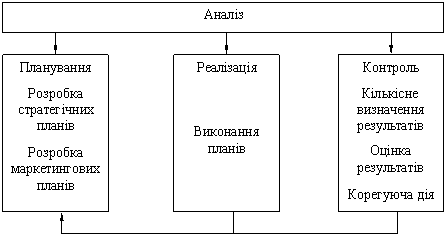 Аналіз
Планування
Розробка
стратегічних
планів
Розробка
маркетингових
планів
Реалізація
Виконання
планів
Контроль
Кількісне
визначення
результатів
Оцінка
результатів
Корегуюча дія